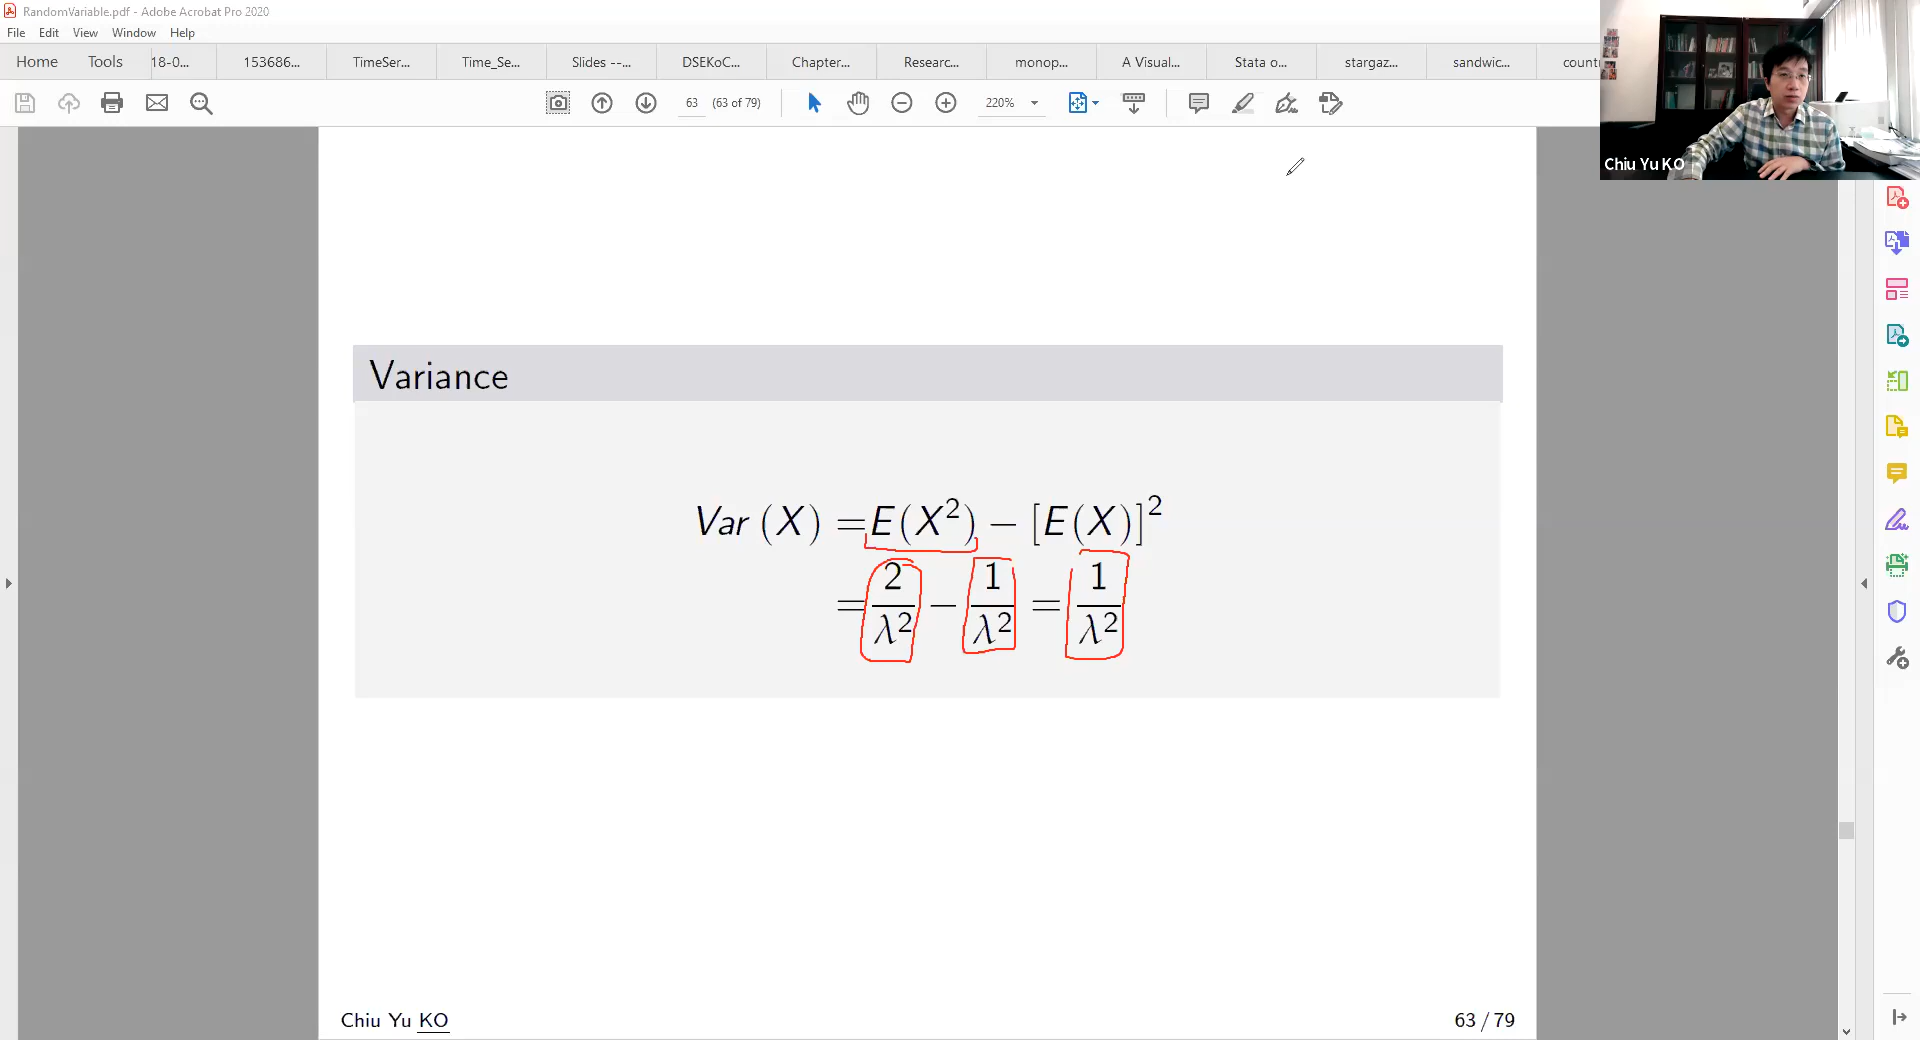 RandomVariable.pdf - Adobe Acrobat Pro 2020
File Edit View Window Help
Home Tools 18-0... 153686... TimeSer... Time_Se... Slides --... DSEKoC... Chapter... Researc... monop... A Visual... Stata o... stargaz... sandwic... count
63 (63 of 79) 220%
Chiu Yu KO
Variance
Var (X) =E(X²) − [E(X)]²
= 2/λ² − 1/λ² = 1/λ²
Chiu Yu KO 63 / 79